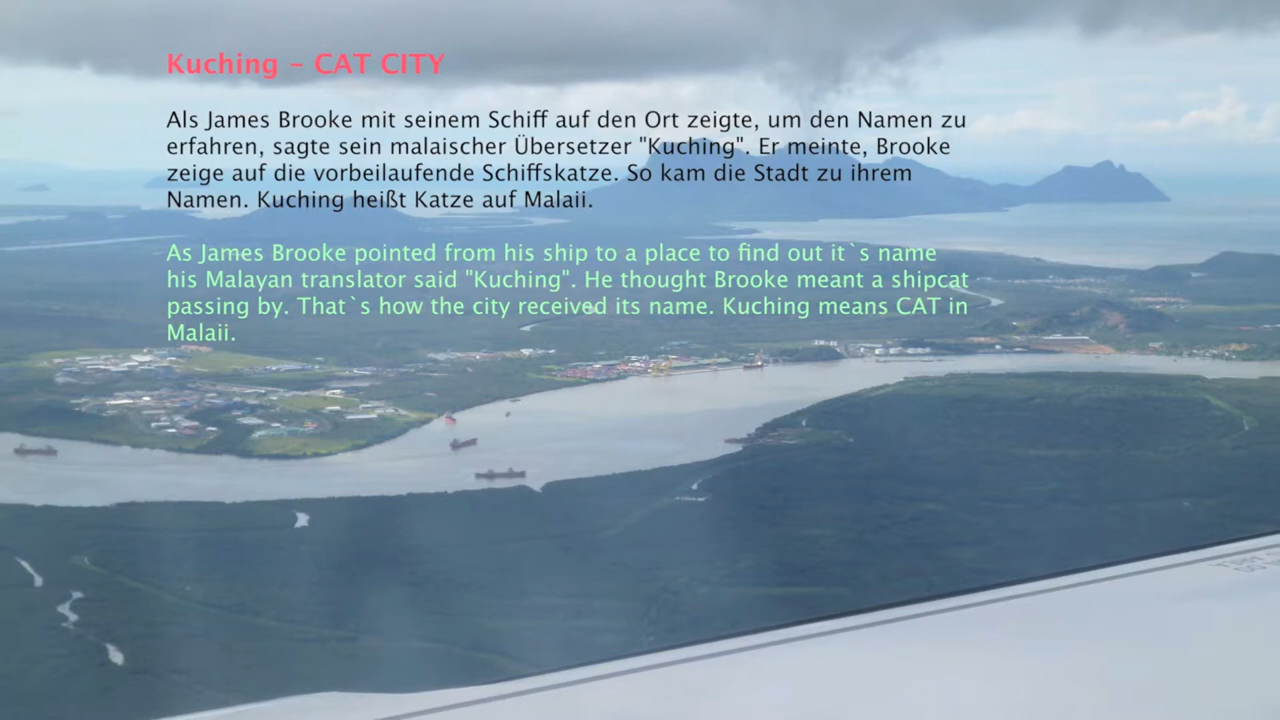 Kuching - CAT CITY
Als James Brooke mit seinem Schiff auf den Ort zeigte, um den Namen zu
erfahren, sagte sein malaischer Übersetzer "Kuching". Er meinte, Brooke
zeige auf die vorbeilaufende Schiffskatze. So kam die Stadt zu ihrem
Namen. Kuching heißt Katze auf Malaii.
As James Brooke pointed from his ship to a place to find out it`s name
his Malayan translator said "Kuching". He thought Brooke meant a shipcat
passing by. That`s how the city received its name. Kuching means CAT in
Malaii.